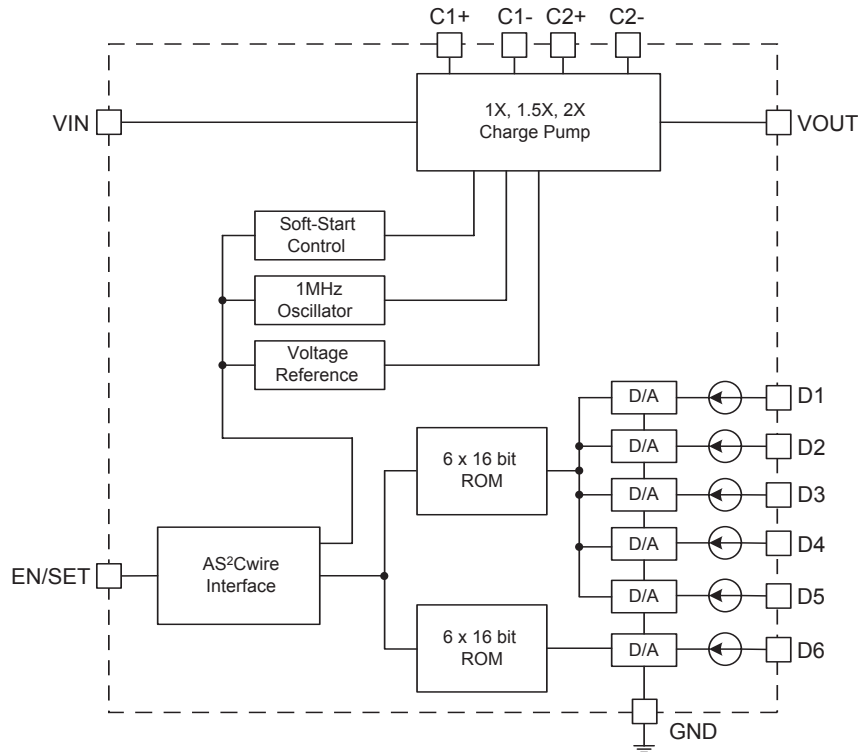 C1+ C1- C2+ C2-
VIN
1X, 1.5X, 2X
Charge Pump
VOUT
Soft-Start
Control
1MHz
Oscillator
Voltage
Reference
D/A D1
D/A D2
6 x 16 bit
ROM
D/A D3
D/A D4
EN/SET
AS²Cwire
Interface
D/A D5
6 x 16 bit
ROM
D/A D6
GND